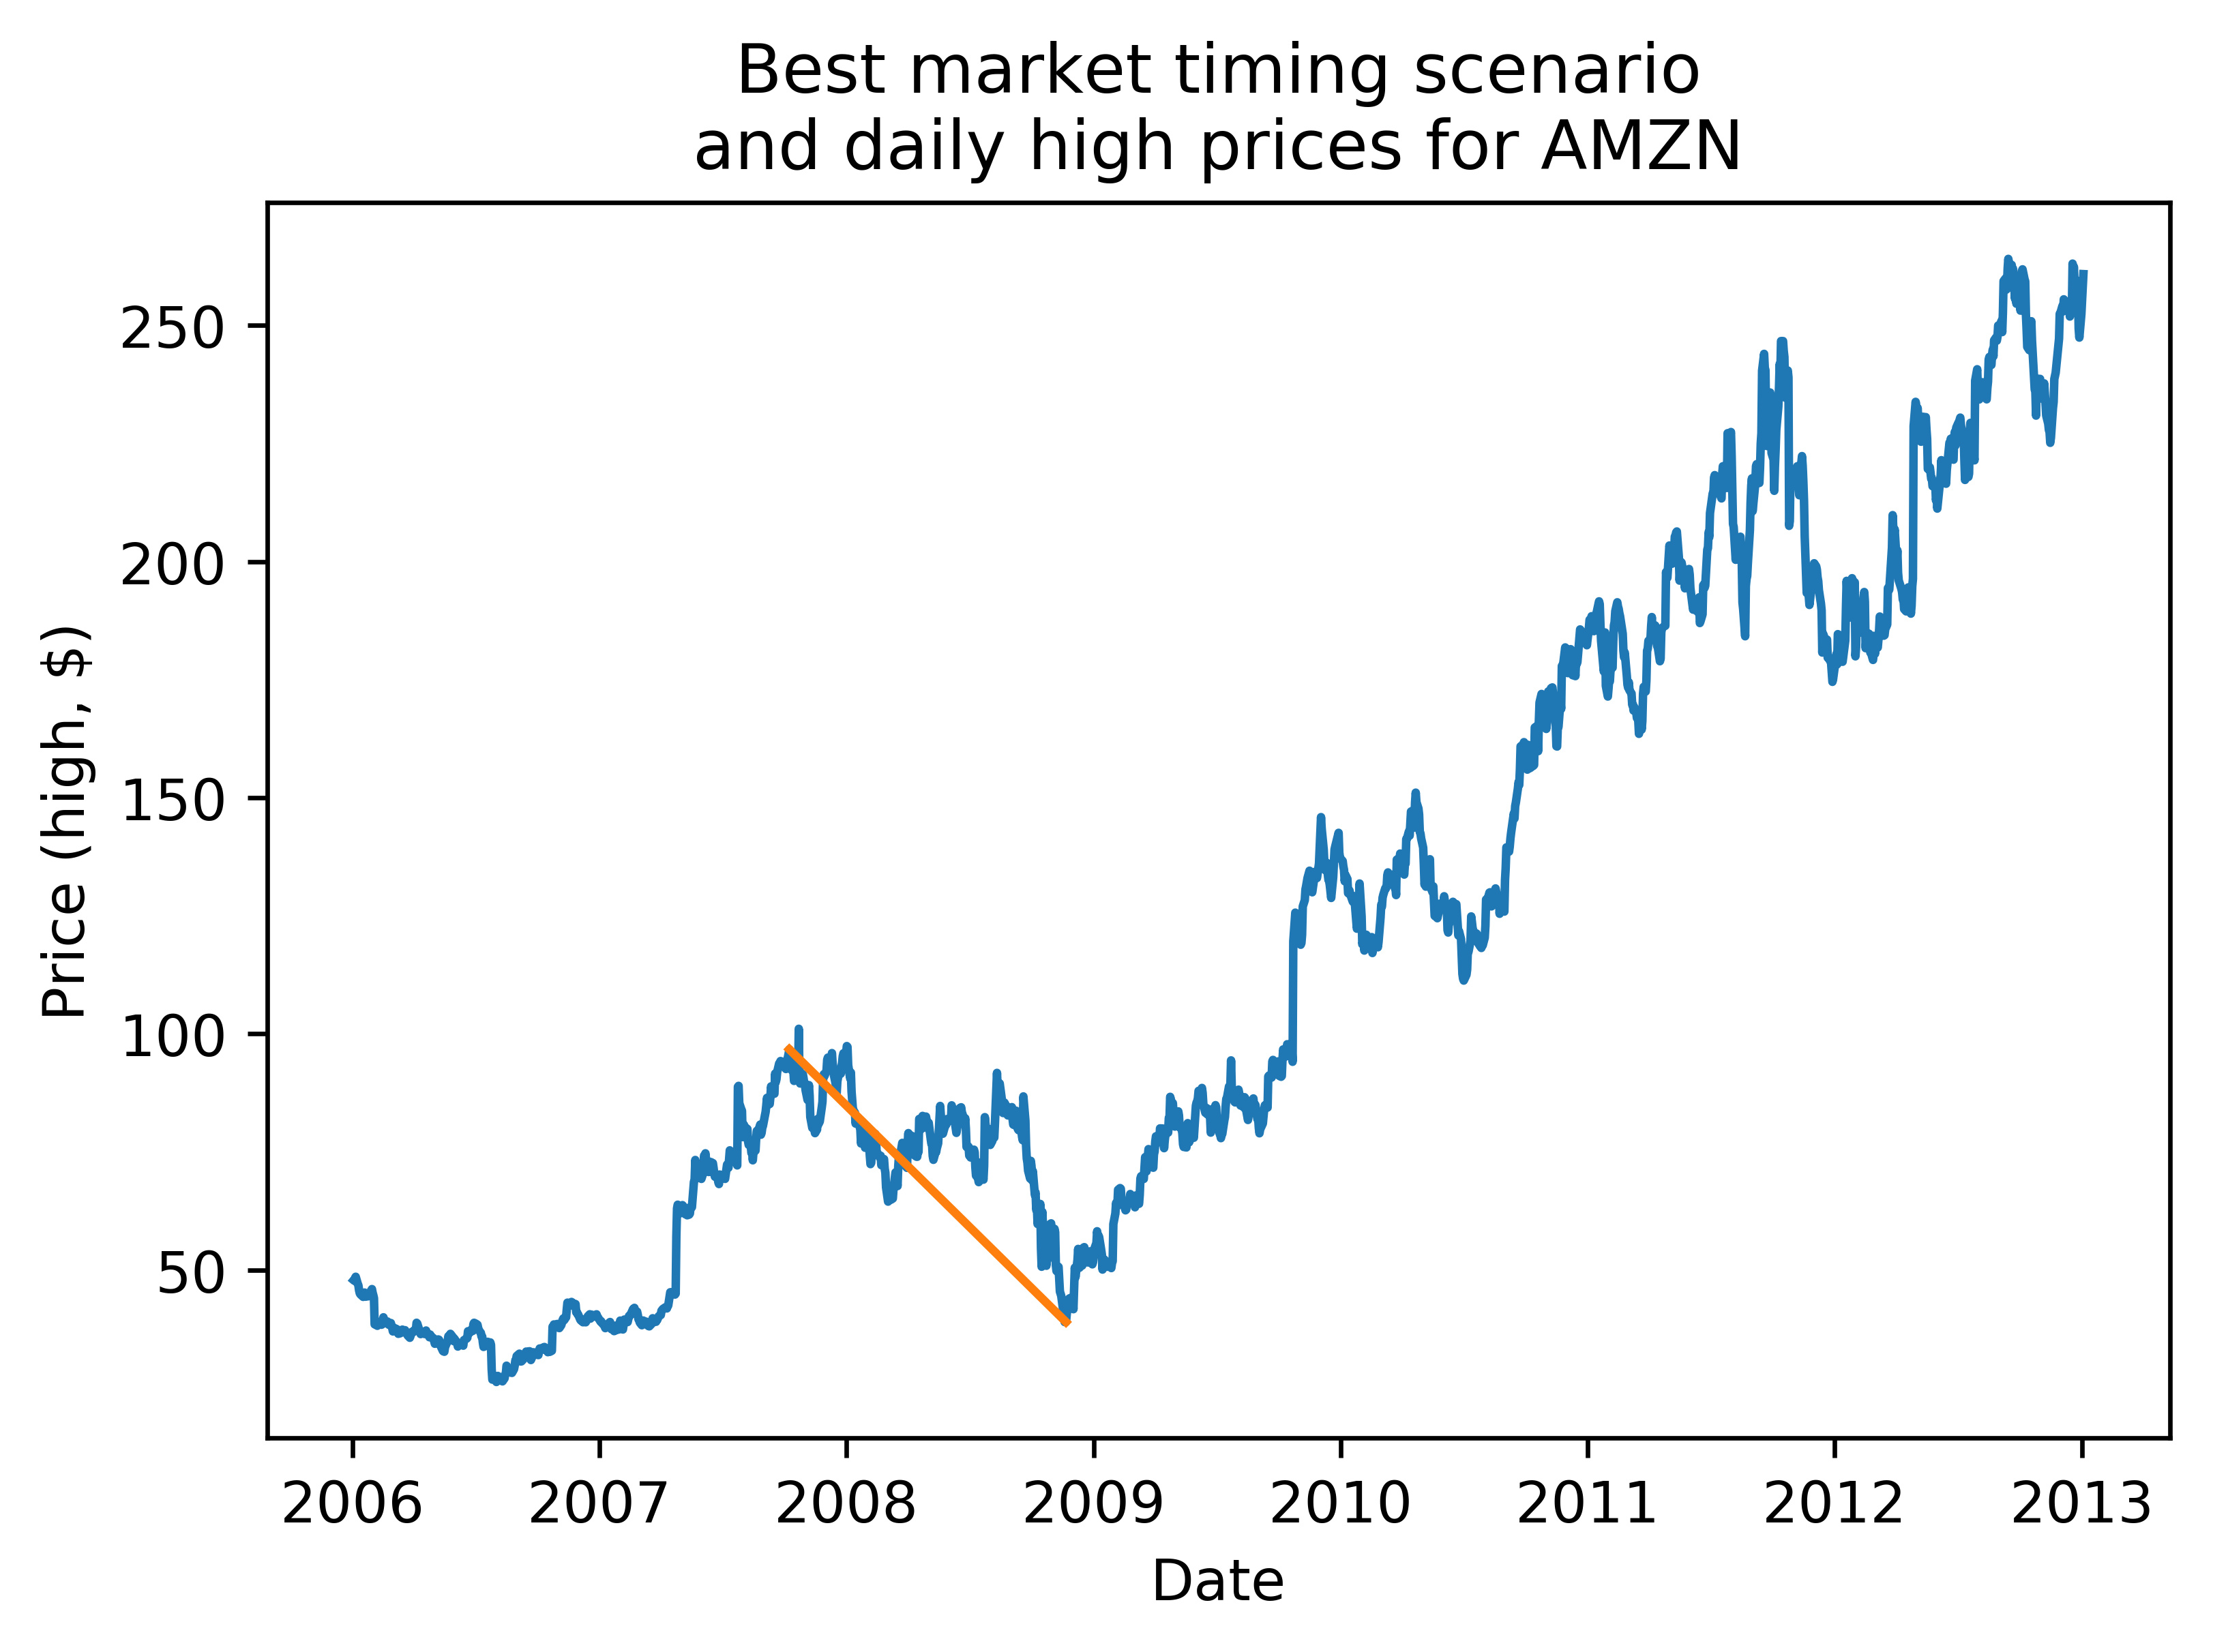 Best market timing scenario
and daily high prices for AMZN
Price (high, $)
250
200
150
100
50
2006 2007 2008 2009 2010 2011 2012 2013
Date